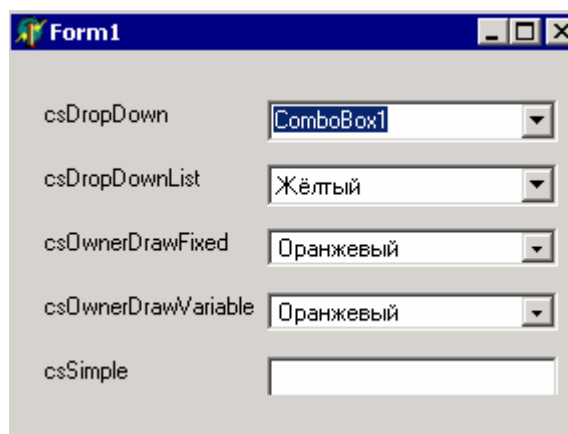 Form1
csDropDown ComboBox1
csDropDownList Жёлтый
csOwnerDrawFixed Оранжевый
csOwnerDrawVariable Оранжевый
csSimple